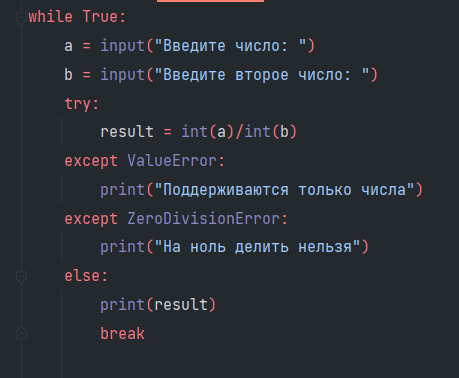 while True:
    a = input("Введите число: ")
    b = input("Введите второе число: ")
    try:
        result = int(a)/int(b)
    except ValueError:
        print("Поддерживаются только числа")
    except ZeroDivisionError:
        print("На ноль делить нельзя")
    else:
        print(result)
        break